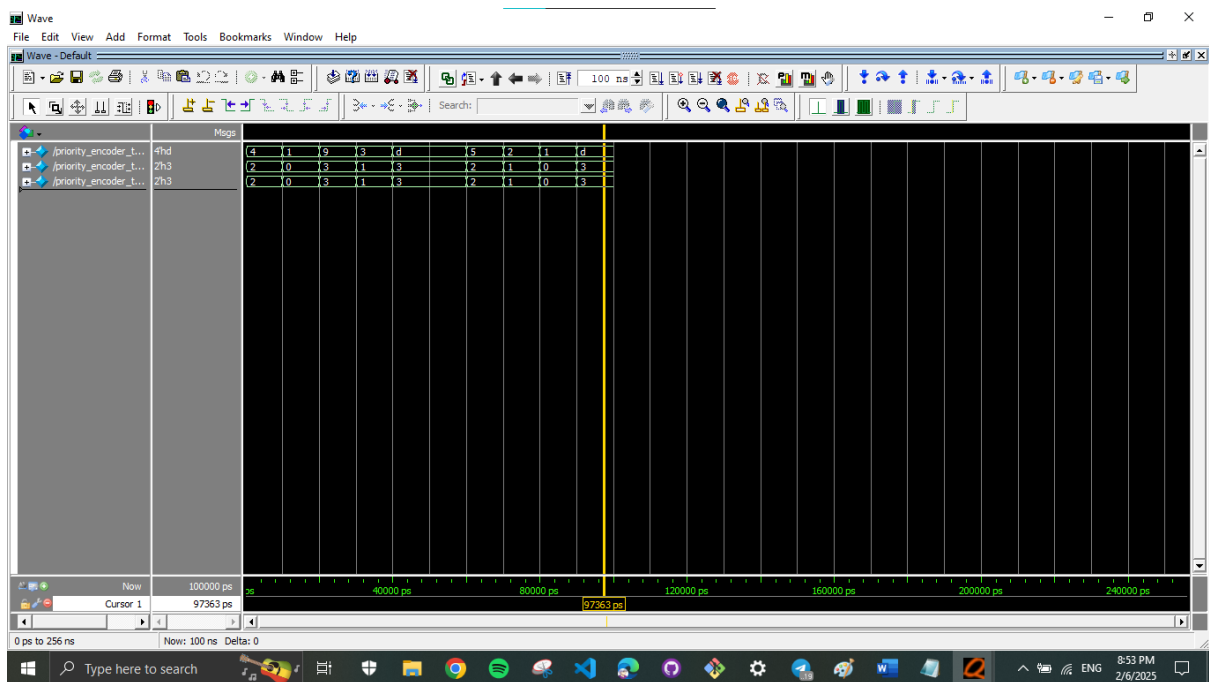 Wave
File Edit View Add Format Tools Bookmarks Window Help
Wave - Default
100 ns
Search:
Msgs
/priority_encoder_t... 4'hd 4 1 9 3 d 5 2 1 d
/priority_encoder_t... 2'h3 2 0 3 1 3 2 1 0 3
/priority_encoder_t... 2'h3 2 0 3 1 3 2 1 0 3
Now 100000 ps ps 40000 ps 80000 ps 120000 ps 160000 ps 200000 ps 240000 ps
Cursor 1 97363 ps 97363 ps
0 ps to 256 ns Now: 100 ns Delta: 0
Type here to search ENG 8:53 PM
2/6/2025